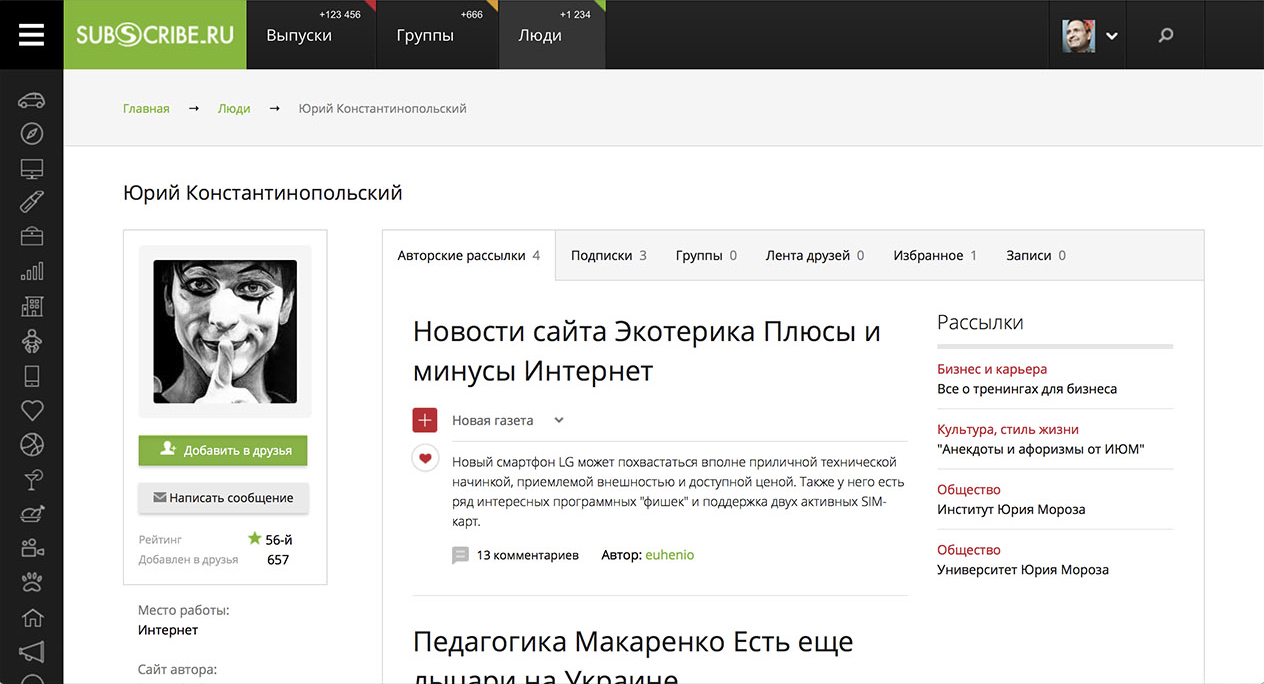 SUBSCRIBE.RU
Выпуски +123 456
Группы +666
Люди +1 234
Главная → Люди → Юрий Константинопольский
Юрий Константинопольский
Добавить в друзья
Написать сообщение
Рейтинг 56-й
Добавлен в друзья 657
Место работы:
Интернет
Сайт автора:
Авторские рассылки 4 Подписки 3 Группы 0 Лента друзей 0 Избранное 1 Записи 0
Новости сайта Экотерика Плюсы и
минусы Интернет
Новая газета
Новый смартфон LG может похвастаться вполне приличной технической
начинкой, приемлемой внешностью и доступной ценой. Также у него есть
ряд интересных программных "фишек" и поддержка двух активных SIM-
карт.
13 комментариев Автор: euhenio
Педагогика Макаренко Есть еще
рыцари на Украине
Рассылки
Бизнес и карьера
Все о тренингах для бизнеса
Культура, стиль жизни
"Анекдоты и афоризмы от ИЮМ"
Общество
Институт Юрия Мороза
Общество
Университет Юрия Мороза